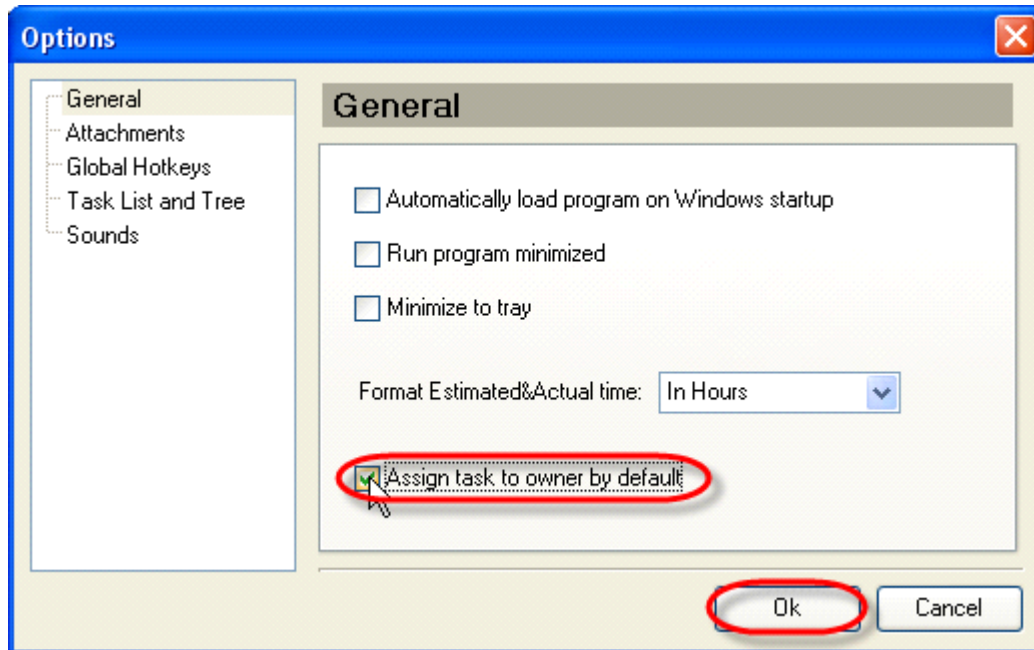 Options
General
Attachments
Global Hotkeys
Task List and Tree
Sounds
General
Automatically load program on Windows startup
Run program minimized
Minimize to tray
Format Estimated&Actual time: In Hours
Assign task to owner by default
Ok Cancel